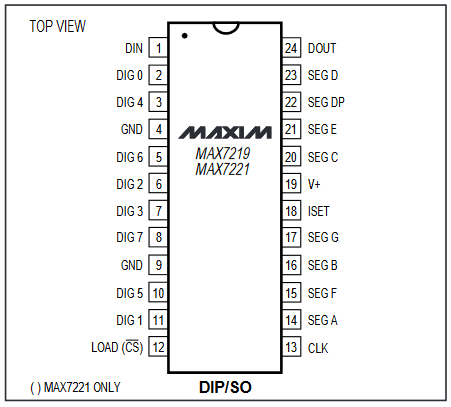 TOP VIEW
DIN 1 24 DOUT
DIG 0 2 23 SEG D
DIG 4 3 22 SEG DP
GND 4 21 SEG E
MAXIM
DIG 6 5 20 SEG C
MAX7219
MAX7221
DIG 2 6 19 V+
DIG 3 7 18 ISET
DIG 7 8 17 SEG G
GND 9 16 SEG B
DIG 5 10 15 SEG F
DIG 1 11 14 SEG A
LOAD (C̅S̅) 12 13 CLK
( ) MAX7221 ONLY
DIP/SO